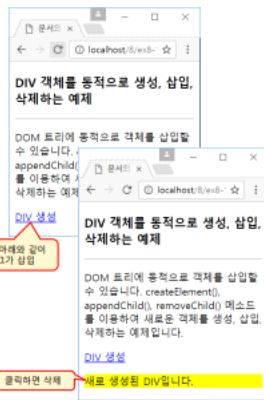 문서의
localhost/8/ex8-
DIV 객체를 동적으로 생성, 삽입,
삭제하는 예제
DOM 트리에 동적으로 객체를 삽입할
수 있습니다.
appendChild()
를 이용하여
삭제하는 예제
DIV 생성
아래와 같이
그가 삽입
문서의
localhost/8/ex8-
DIV 객체를 동적으로 생성, 삽입,
삭제하는 예제
DOM 트리에 동적으로 객체를 삽입할
수 있습니다. createElement(),
appendChild(), removeChild() 메소드
를 이용하여 새로운 객체를 생성, 삽입,
삭제하는 예제입니다.
DIV 생성
새로 생성된 DIV입니다.
클릭하면 삭제